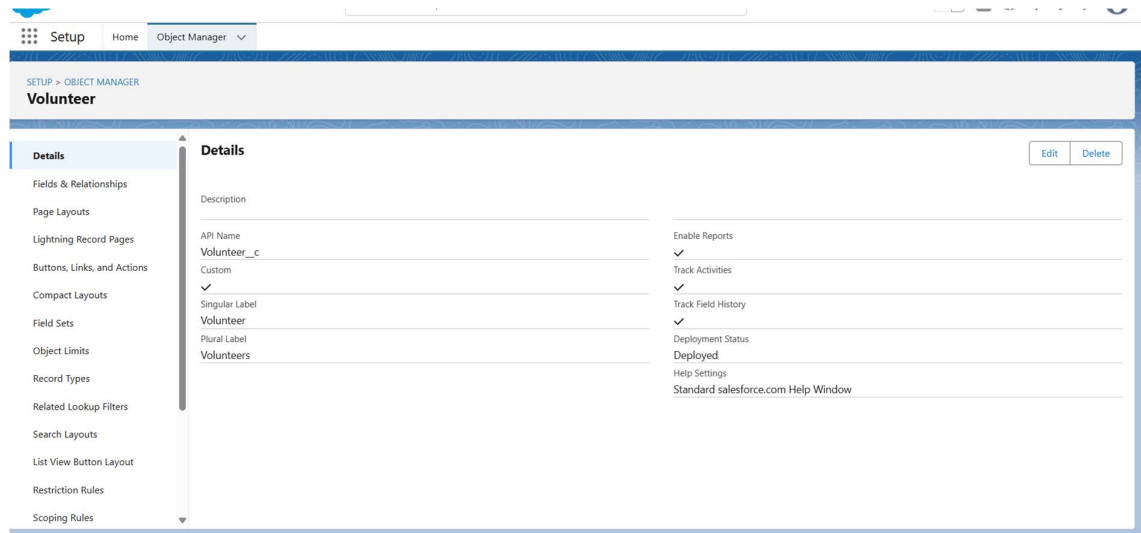 Setup Home Object Manager
SETUP > OBJECT MANAGER
Volunteer
Details
Fields & Relationships
Page Layouts
Lightning Record Pages
Buttons, Links, and Actions
Compact Layouts
Field Sets
Object Limits
Record Types
Related Lookup Filters
Search Layouts
List View Button Layout
Restriction Rules
Scoping Rules
Details
Edit Delete
Description
API Name
Volunteer__c
Custom
Singular Label
Volunteer
Plural Label
Volunteers
Enable Reports
Track Activities
Track Field History
Deployment Status
Deployed
Help Settings
Standard salesforce.com Help Window